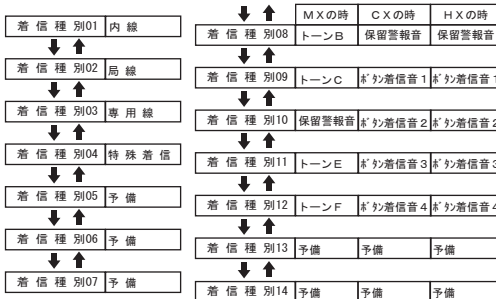 着信種別01 内線
着信種別02 局線
着信種別03 専用線
着信種別04 特殊着信
着信種別05 予備
着信種別06 予備
着信種別07 予備
MXの時 CXの時 HXの時
着信種別08 トーンB 保留警報音 保留警報音
着信種別09 トーンC ボタン着信音1 ボタン着信音1
着信種別10 保留警報音 ボタン着信音2 ボタン着信音2
着信種別11 トーンE ボタン着信音3 ボタン着信音3
着信種別12 トーンF ボタン着信音4 ボタン着信音4
着信種別13 予備 予備 予備
着信種別14 予備 予備 予備